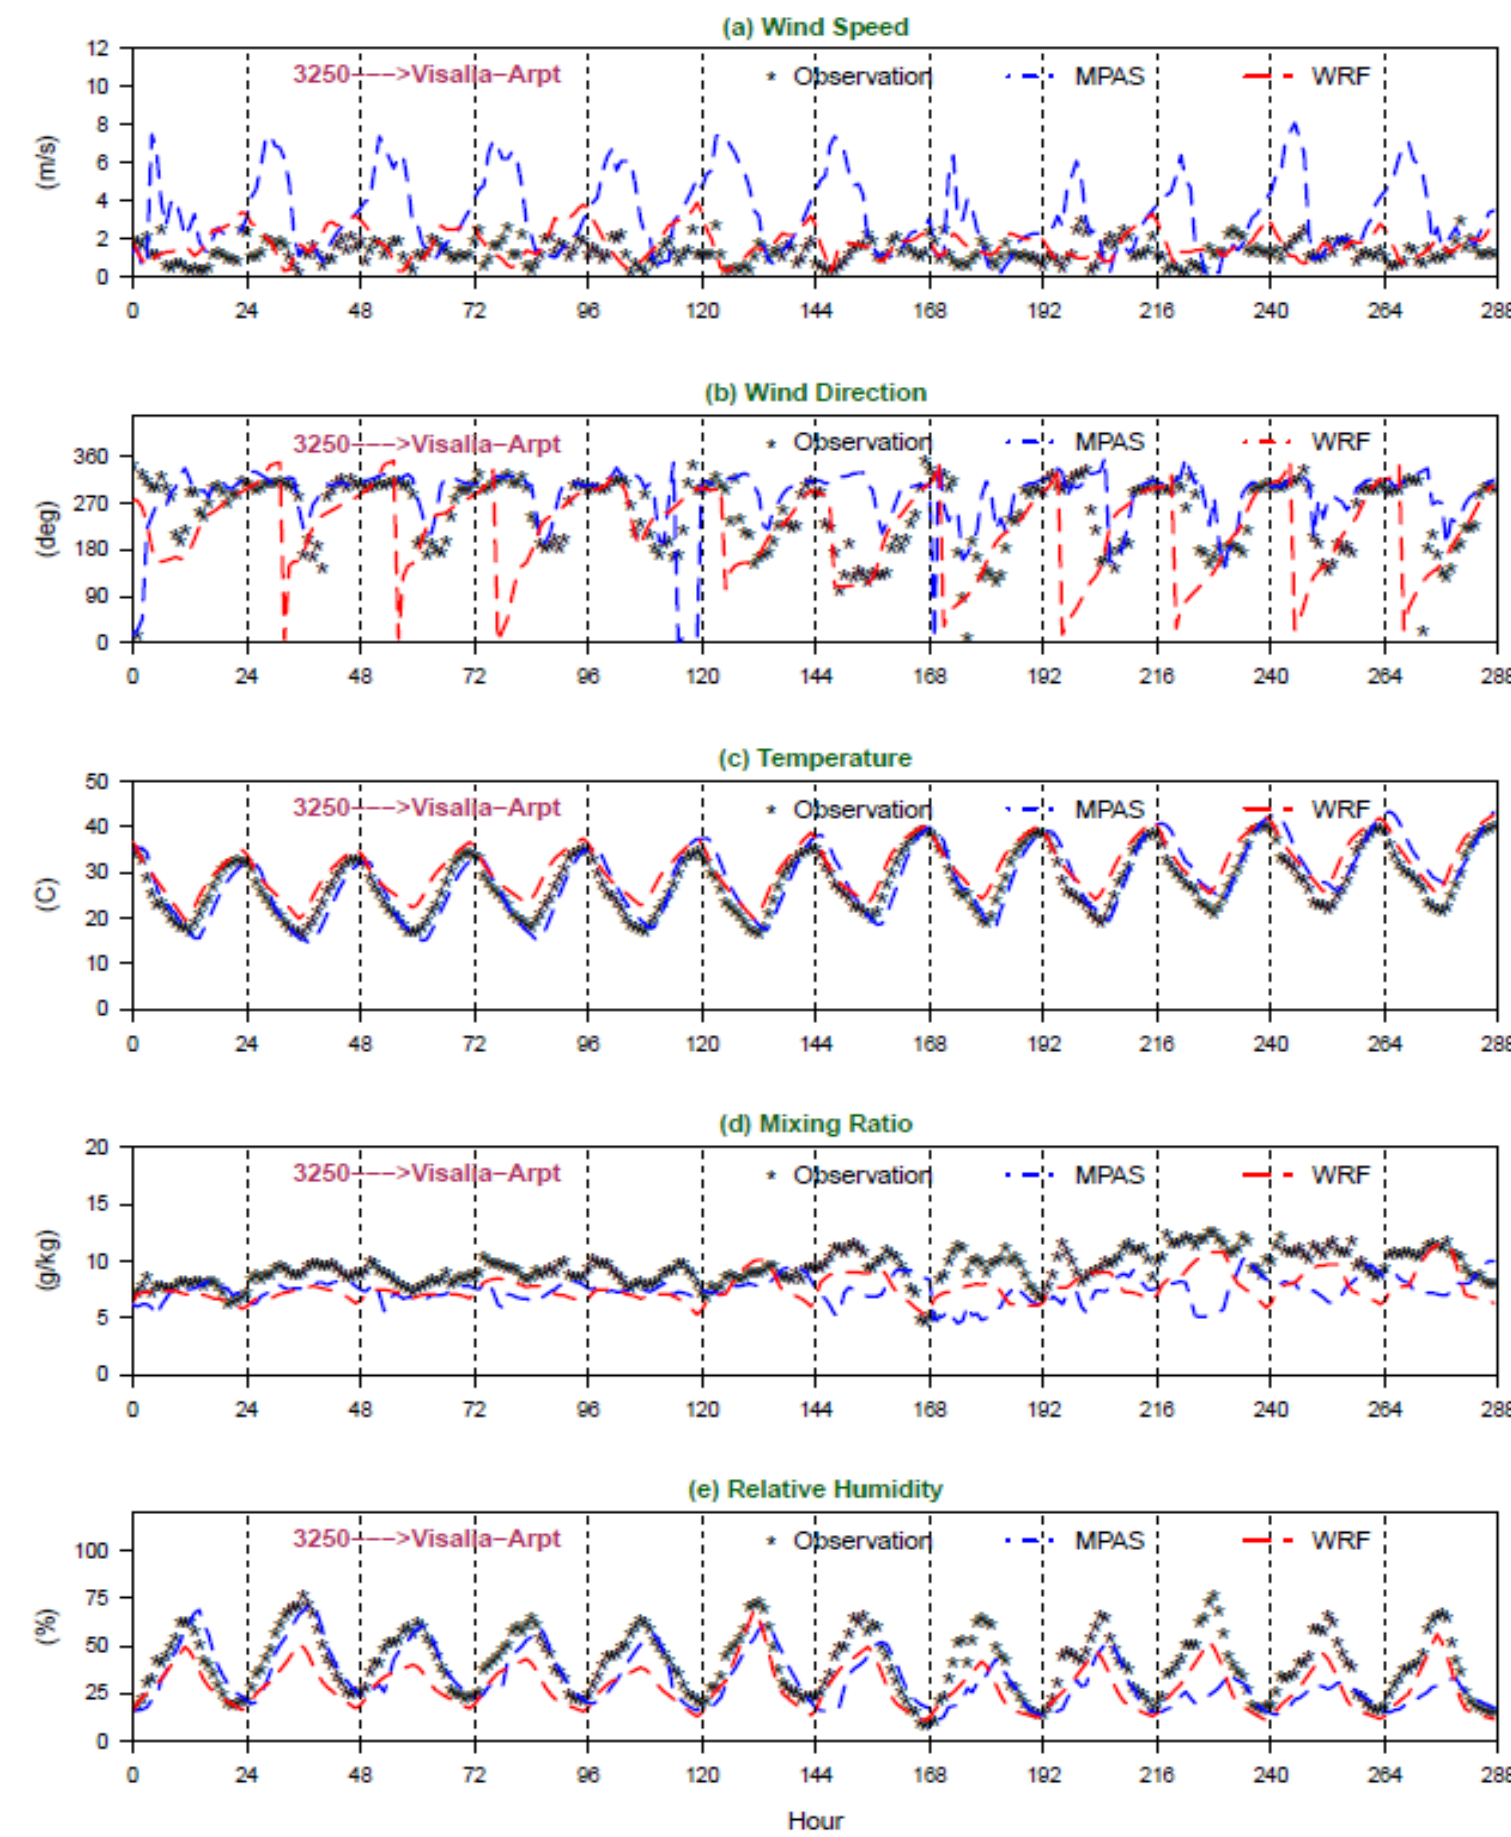 (a) Wind Speed
3250−−−>Visalia−Arpt * Observation MPAS WRF
12
10
8
6
4
2
0
(m/s)
0 24 48 72 96 120 144 168 192 216 240 264 288
(b) Wind Direction
3250−−−>Visalia−Arpt * Observation MPAS WRF
360
270
180
90
0
(deg)
0 24 48 72 96 120 144 168 192 216 240 264 288
(c) Temperature
3250−−−>Visalia−Arpt * Observation MPAS WRF
50
40
30
20
10
0
(C)
0 24 48 72 96 120 144 168 192 216 240 264 288
(d) Mixing Ratio
3250−−−>Visalia−Arpt * Observation MPAS WRF
20
15
10
5
0
(g/kg)
0 24 48 72 96 120 144 168 192 216 240 264 288
(e) Relative Humidity
3250−−−>Visalia−Arpt * Observation MPAS WRF
100
75
50
25
0
(%)
0 24 48 72 96 120 144 168 192 216 240 264 288
Hour